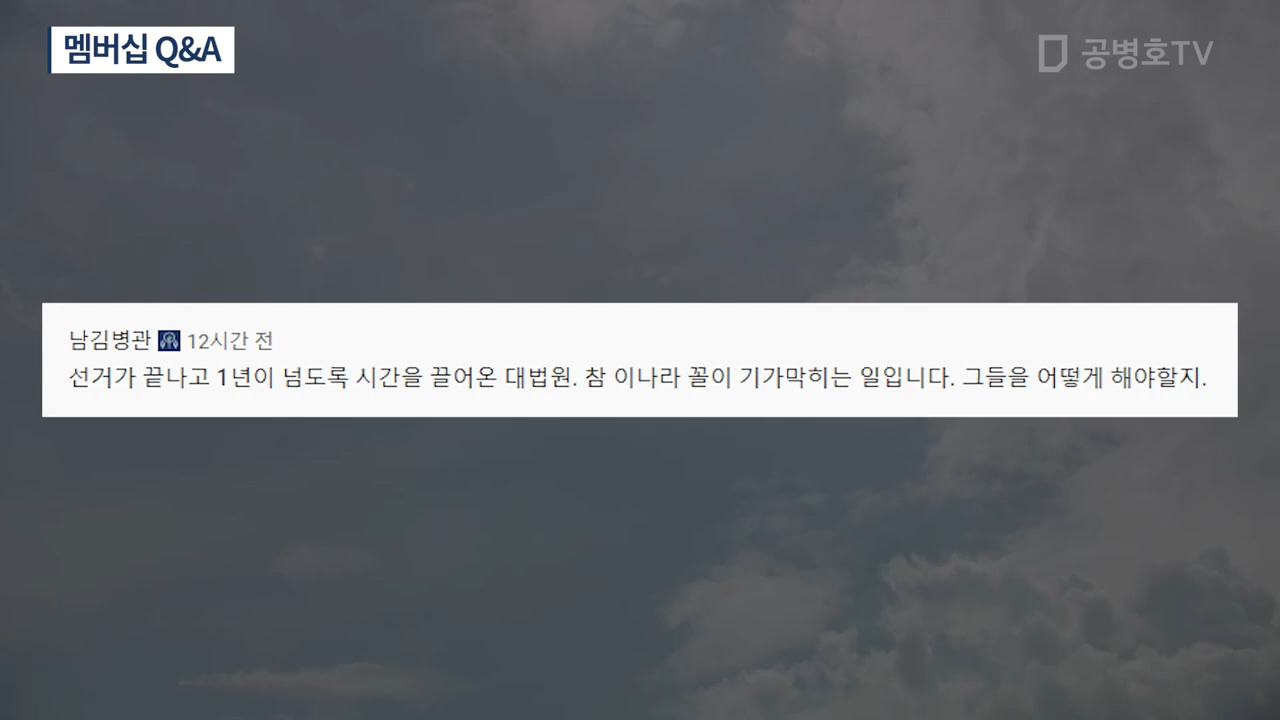 멤버십 Q&A
공병호TV
남김병관 12시간 전
선거가 끝나고 1년이 넘도록 시간을 끌어온 대법원. 참 이나라 꼴이 기가막히는 일입니다. 그들을 어떻게 해야할지.